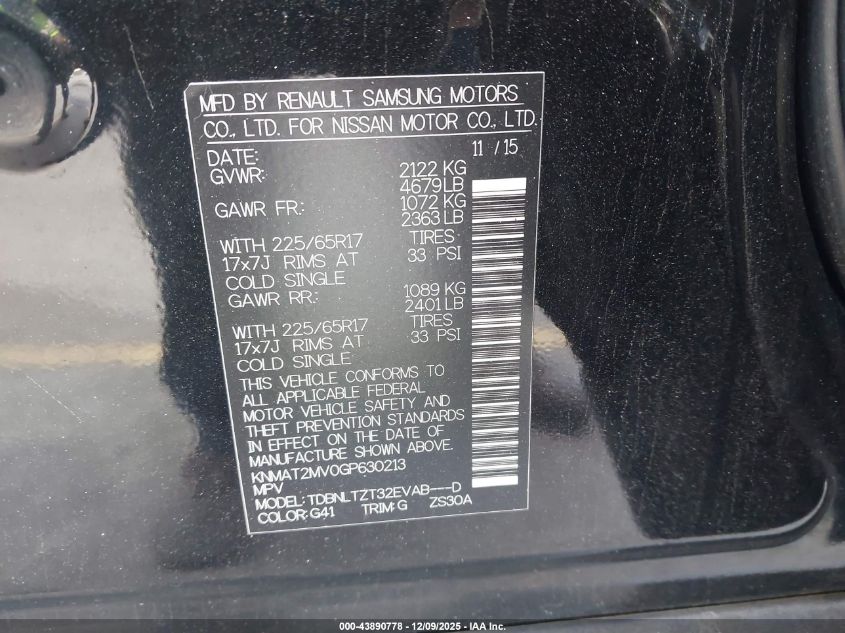 MFD BY RENAULT SAMSUNG MOTORS
CO., LTD. FOR NISSAN MOTOR CO., LTD.
DATE: 11 / 15
GVWR: 2122 KG
4679LB
GAWR FR.: 1072 KG
2363 LB
WITH 225/65R17 TIRES
17x7J RIMS AT 33 PSI
COLD SINGLE
GAWR RR.: 1089 KG
2401 LB
WITH 225/65R17 TIRES
17x7J RIMS AT 33 PSI
COLD SINGLE
THIS VEHICLE CONFORMS TO
ALL APPLICABLE FEDERAL
MOTOR VEHICLE SAFETY AND
THEFT PREVENTION STANDARDS
IN EFFECT ON THE DATE OF
MANUFACTURE SHOWN ABOVE.
KNMAT2MV0GP630213
MPV
MODEL: TDBNLTZT32EVAB---D
COLOR: G41 TRIM: G ZS30A
000-43890778 - 12/09/2025 - IAA Inc.